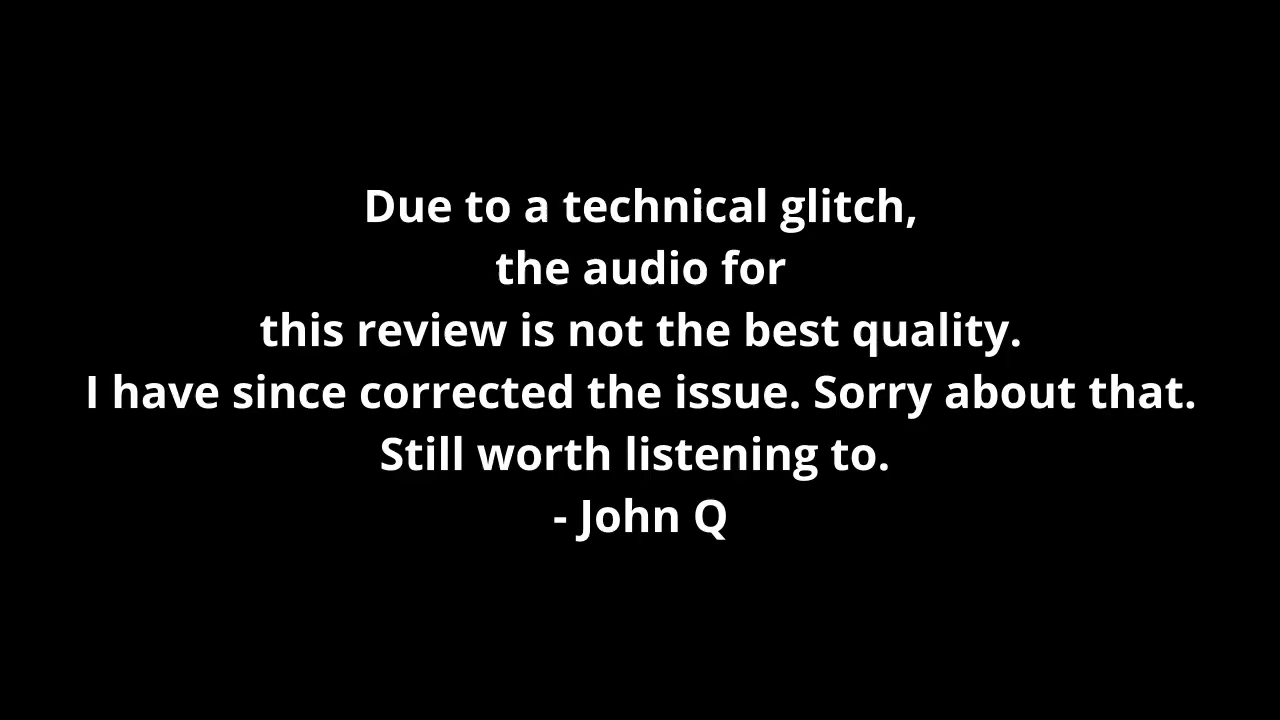 Due to a technical glitch,
the audio for
this review is not the best quality.
I have since corrected the issue. Sorry about that.
Still worth listening to.
- John Q